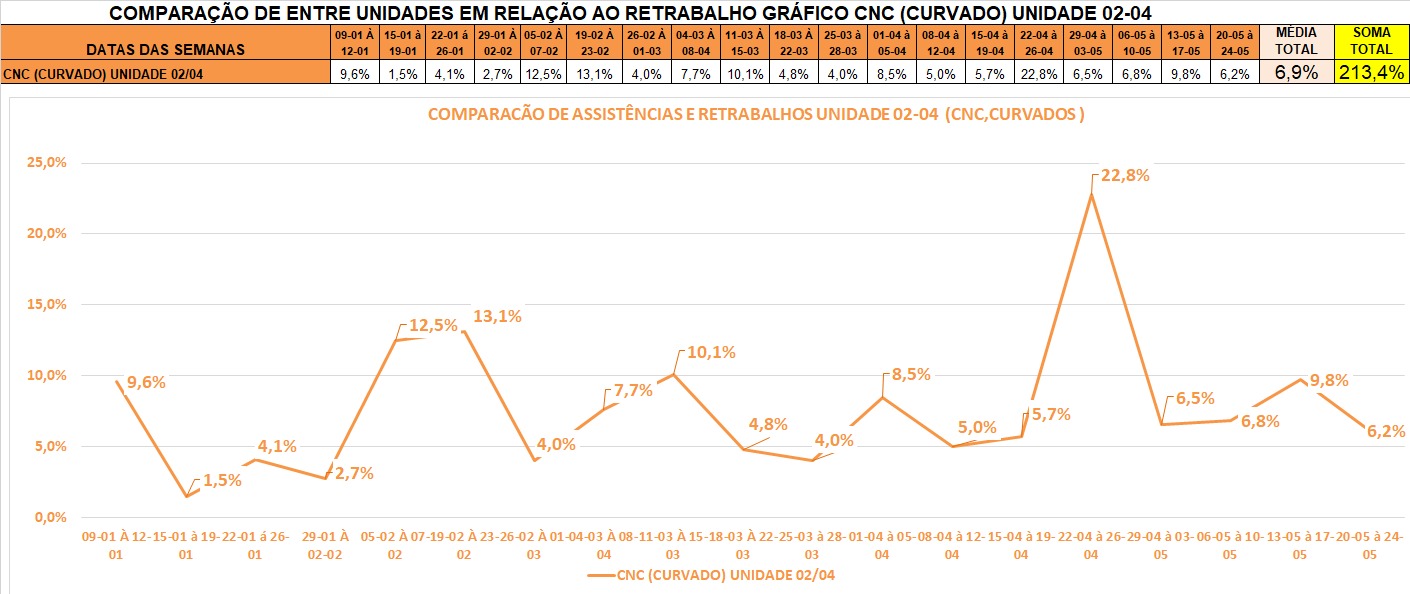 COMPARAÇÃO DE ENTRE UNIDADES EM RELAÇÃO AO RETRABALHO GRÁFICO CNC (CURVADO) UNIDADE 02-04
DATAS DAS SEMANAS 09-01 À 12-01 15-01 à 19-01 22-01 á 26-01 29-01 À 02-02 05-02 À 07-02 19-02 À 23-02 26-02 À 01-03 04-03 À 08-04 11-03 À 15-03 18-03 À 22-03 25-03 à 28-03 01-04 à 05-04 08-04 à 12-04 15-04 à 19-04 22-04 à 26-04 29-04 à 03-05 06-05 à 10-05 13-05 à 17-05 20-05 à 24-05 MÉDIA TOTAL SOMA TOTAL
CNC (CURVADO) UNIDADE 02/04 9,6% 1,5% 4,1% 2,7% 12,5% 13,1% 4,0% 7,7% 10,1% 4,8% 4,0% 8,5% 5,0% 5,7% 22,8% 6,5% 6,8% 9,8% 6,2% 6,9% 213,4%
COMPARACÃO DE ASSISTÊNCIAS E RETRABALHOS UNIDADE 02-04 (CNC,CURVADOS )
25,0%
20,0%
15,0%
10,0%
5,0%
0,0%
9,6%
1,5%
4,1%
2,7%
12,5%
13,1%
4,0%
7,7%
10,1%
4,8%
4,0%
8,5%
5,0%
5,7%
22,8%
6,5%
6,8%
9,8%
6,2%
09-01 À 12-01
15-01 à 19-01
22-01 á 26-01
29-01 À 02-02
05-02 À 07-02
19-02 À 23-02
26-02 À 01-03
04-03 À 08-04
11-03 À 15-03
18-03 À 22-03
25-03 à 28-03
01-04 à 05-04
08-04 à 12-04
15-04 à 19-04
22-04 à 26-04
29-04 à 03-05
06-05 à 10-05
13-05 à 17-05
20-05 à 24-05
CNC (CURVADO) UNIDADE 02/04